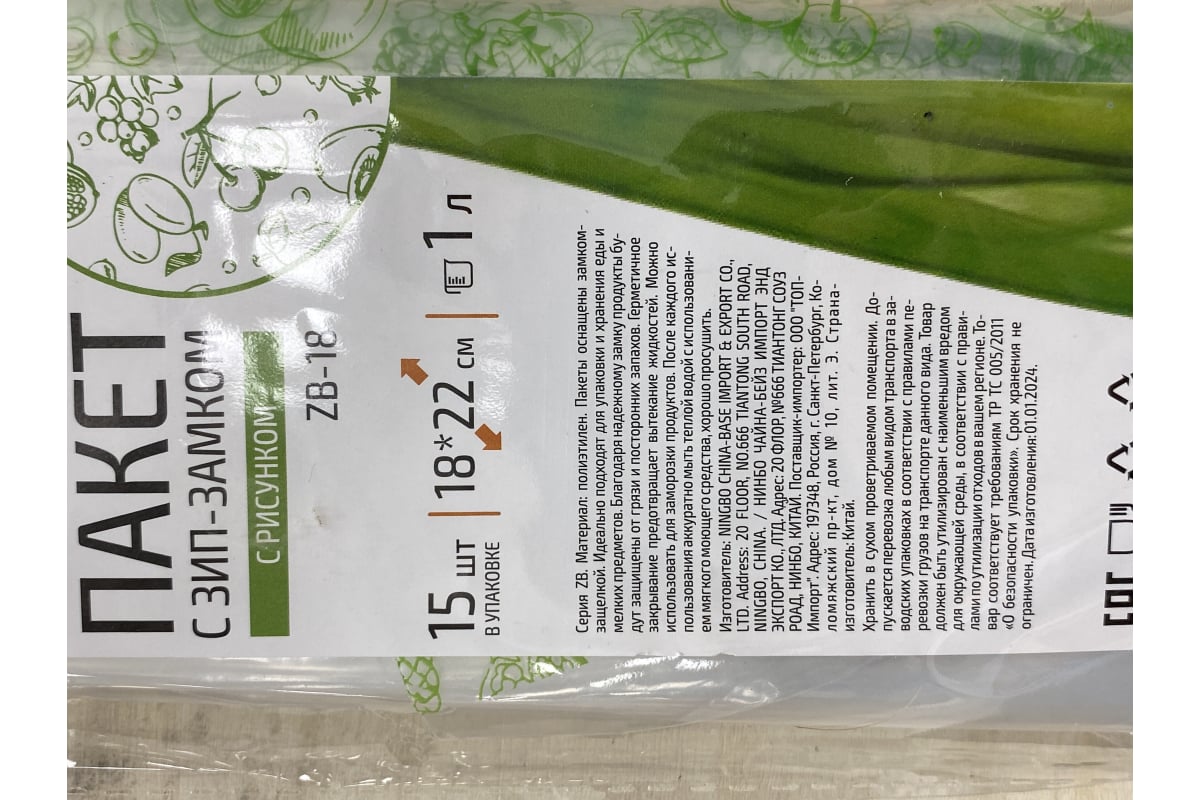 ПАКЕТ
С ЗИП-ЗАМКОМ
С РИСУНКОМ
ZB-18
15 шт
В УПАКОВКЕ
18*22 см
1 л
Серия ZB. Материал: полиэтилен. Пакеты оснащены замком-
защелкой. Идеально подходят для упаковки и хранения еды и
мелких предметов. Благодаря надежному замку продукты бу-
дут защищены от грязи и посторонних запахов. Герметичное
закрывание предотвращает вытекание жидкостей. Можно
использовать для заморозки продуктов. После каждого ис-
пользования аккуратно мыть теплой водой с использовани-
ем мягкого моющего средства, хорошо просушить.
Изготовитель: NINGBO CHINA-BASE IMPORT & EXPORT CO.,
LTD. Address: 20 FLOOR, NO.666 TIANTONG SOUTH ROAD,
NINGBO, CHINA. / НИНБО ЧАЙНА-БЕЙЗ ИМПОРТ ЭНД
ЭКСПОРТ КО., ЛТД. Адрес: 20 ФЛОР, №666 ТИАНТОНГ СОУЗ
РОАД, НИНБО, КИТАЙ. Поставщик-импортер: ООО "ТОП-
Импорт". Адрес: 197348, Россия, г. Санкт-Петербург, Ко-
ломяжский пр-кт, дом № 10, лит. Э. Страна-
изготовитель: Китай.
Хранить в сухом проветриваемом помещении. До-
пускается перевозка любым видом транспорта в за-
водских упаковках в соответствии с правилами пе-
ревозки грузов на транспорте данного вида. Товар
должен быть утилизирован с наименьшим вредом
для окружающей среды, в соответствии с прави-
лами по утилизации отходов в вашем регионе. То-
вар соответствует требованиям ТР ТС 005/2011
«О безопасности упаковки». Срок хранения не
ограничен. Дата изготовления: 01.01.2024.
EAC